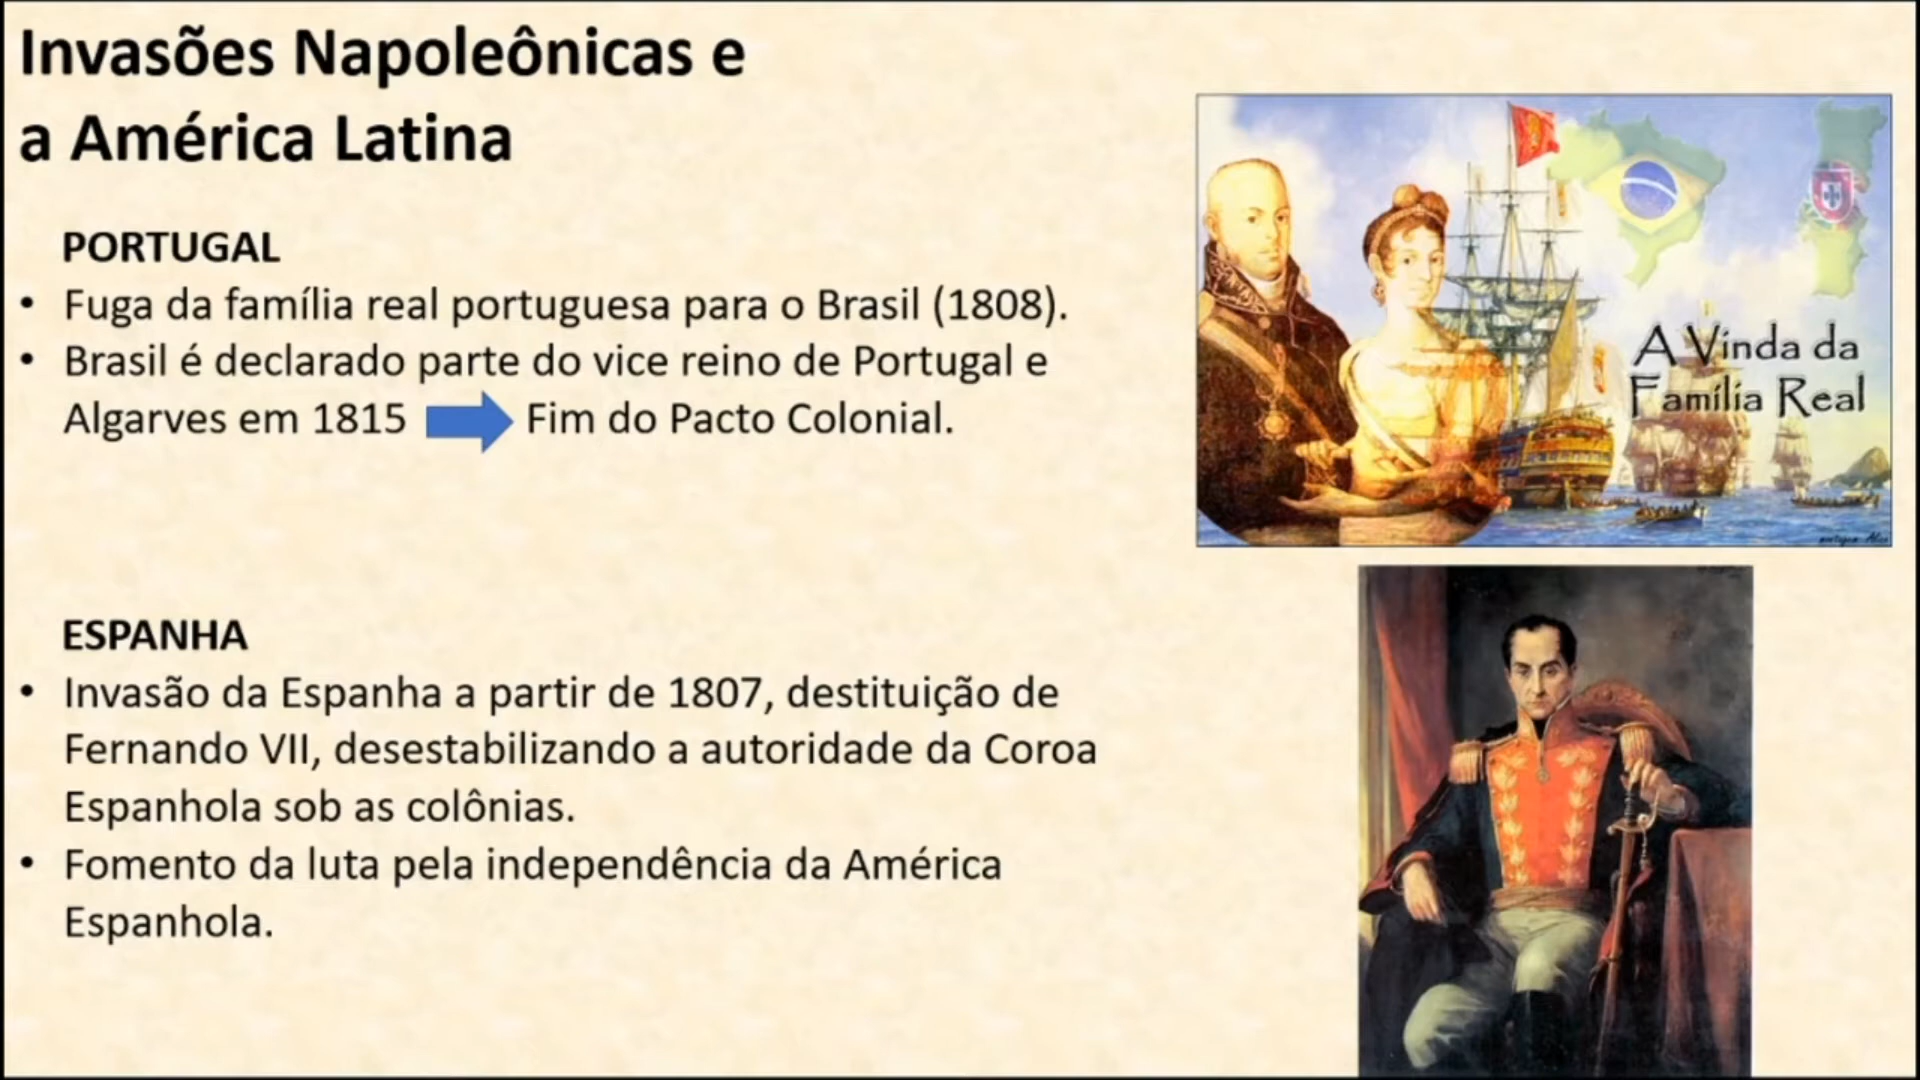 Invasões Napoleônicas e
a América Latina
PORTUGAL
• Fuga da família real portuguesa para o Brasil (1808).
• Brasil é declarado parte do vice reino de Portugal e
Algarves em 1815 Fim do Pacto Colonial.
A Vinda da
Família Real
ESPANHA
• Invasão da Espanha a partir de 1807, destituição de
Fernando VII, desestabilizando a autoridade da Coroa
Espanhola sob as colônias.
• Fomento da luta pela independência da América
Espanhola.